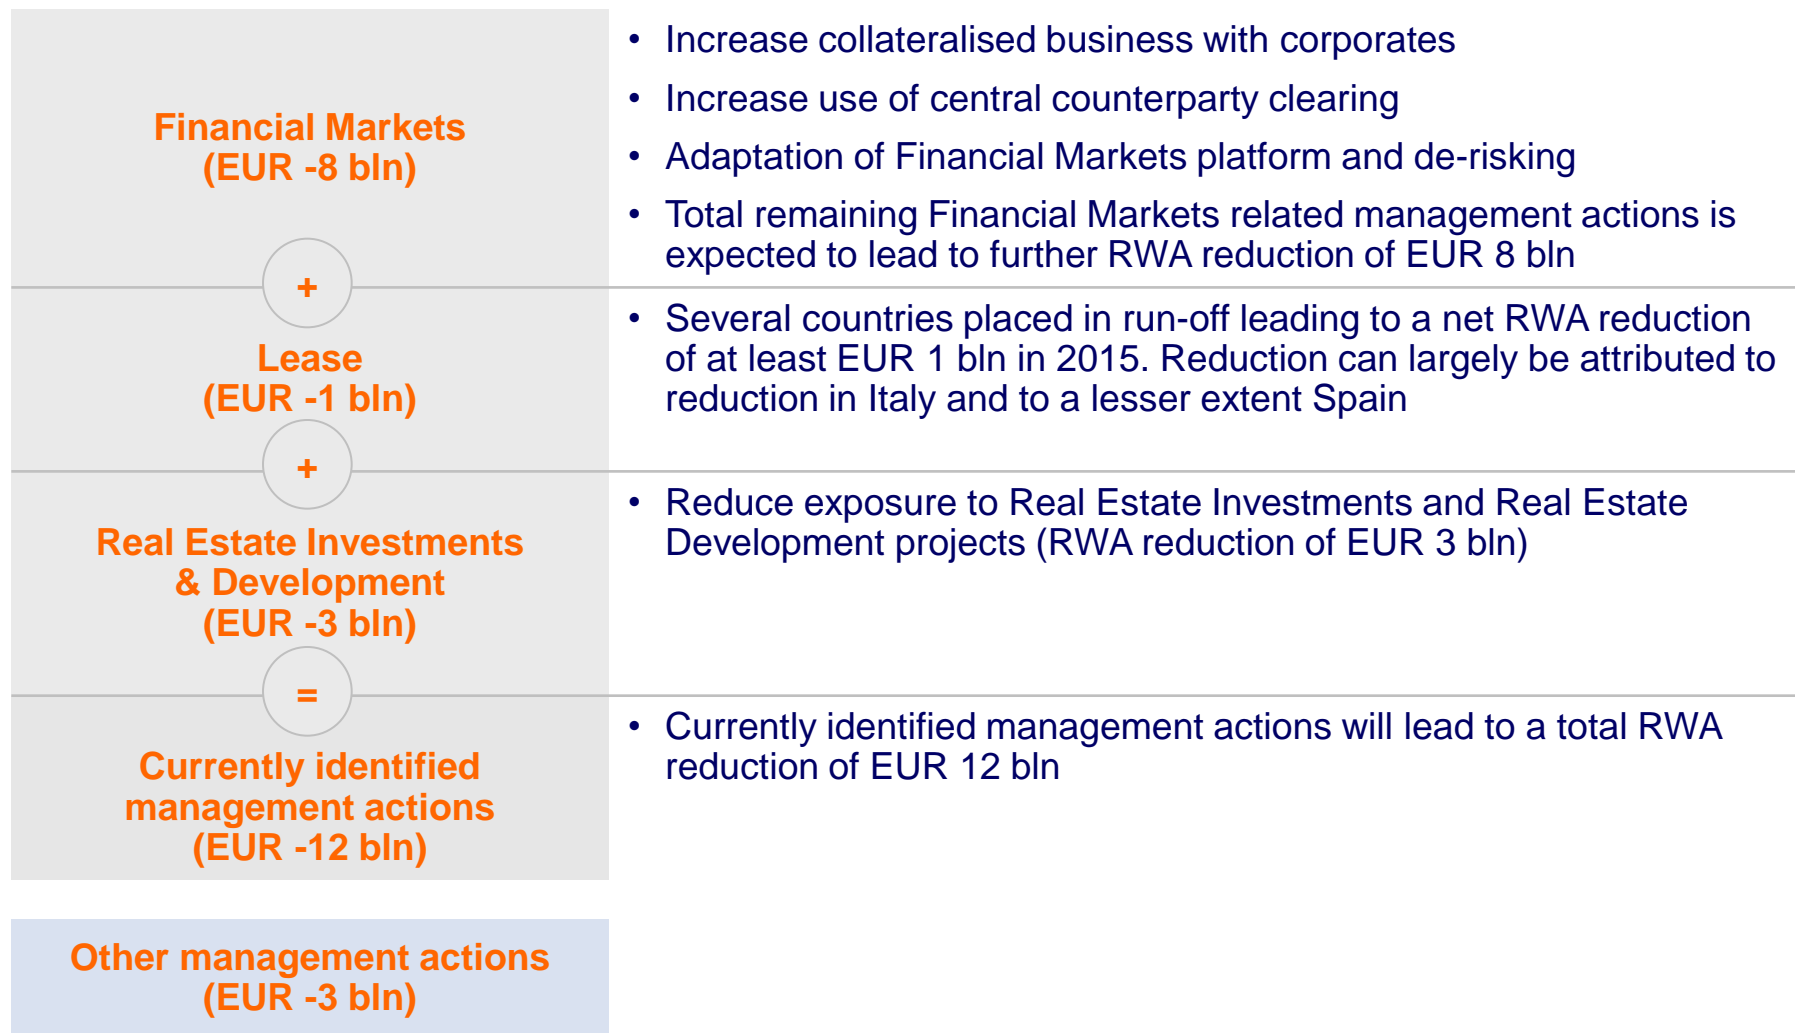 Financial Markets
(EUR -8 bln)
• Increase collateralised business with corporates
• Increase use of central counterparty clearing
• Adaptation of Financial Markets platform and de-risking
• Total remaining Financial Markets related management actions is
expected to lead to further RWA reduction of EUR 8 bln
+
Lease
(EUR -1 bln)
• Several countries placed in run-off leading to a net RWA reduction
of at least EUR 1 bln in 2015. Reduction can largely be attributed to
reduction in Italy and to a lesser extent Spain
+
Real Estate Investments
& Development
(EUR -3 bln)
• Reduce exposure to Real Estate Investments and Real Estate
Development projects (RWA reduction of EUR 3 bln)
=
Currently identified
management actions
(EUR -12 bln)
• Currently identified management actions will lead to a total RWA
reduction of EUR 12 bln
Other management actions
(EUR -3 bln)